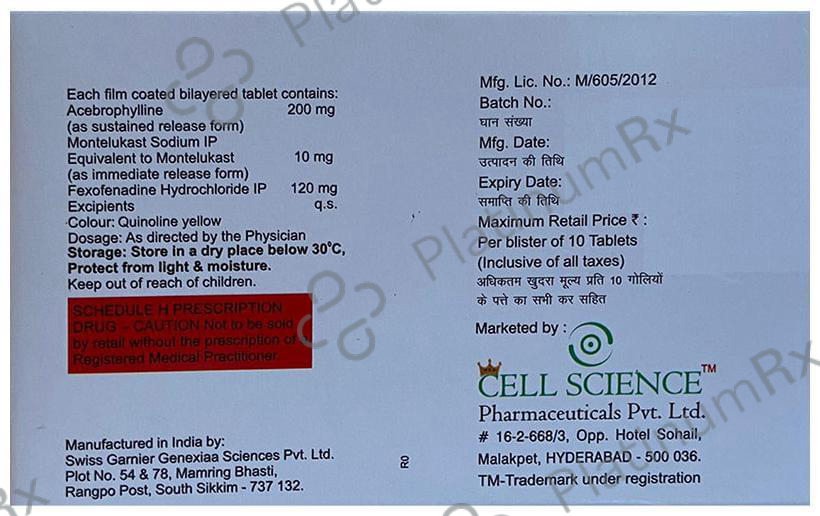 Each film coated bilayered tablet contains:
Acebrophylline 200 mg
(as sustained release form)
Montelukast Sodium IP
Equivalent to Montelukast 10 mg
(as immediate release form)
Fexofenadine Hydrochloride IP 120 mg
Excipients q.s.
Colour: Quinoline yellow
Dosage: As directed by the Physician
Storage: Store in a dry place below 30°C,
Protect from light & moisture.
Keep out of reach of children.
SCHEDULE H PRESCRIPTION
DRUG – CAUTION Not to be sold
by retail without the prescription of
Registered Medical Practitioner.
Manufactured in India by:
Swiss Garnier Genexiaa Sciences Pvt. Ltd.
Plot No. 54 & 78, Mamring Bhasti,
Rangpo Post, South Sikkim - 737 132.
R0
Mfg. Lic. No.: M/605/2012
Batch No.:
घान संख्या
Mfg. Date:
उत्पादन की तिथि
Expiry Date:
समाप्ति की तिथि
Maximum Retail Price ₹ :
Per blister of 10 Tablets
(Inclusive of all taxes)
अधिकतम खुदरा मूल्य प्रति 10 गोलियों
के पत्ते का सभी कर सहित
Marketed by :
CELL SCIENCE™
Pharmaceuticals Pvt. Ltd.
# 16-2-668/3, Opp. Hotel Sohail,
Malakpet, HYDERABAD - 500 036.
TM-Trademark under registration
PlatinumRx
PlatinumRx
PlatinumRx
Rx